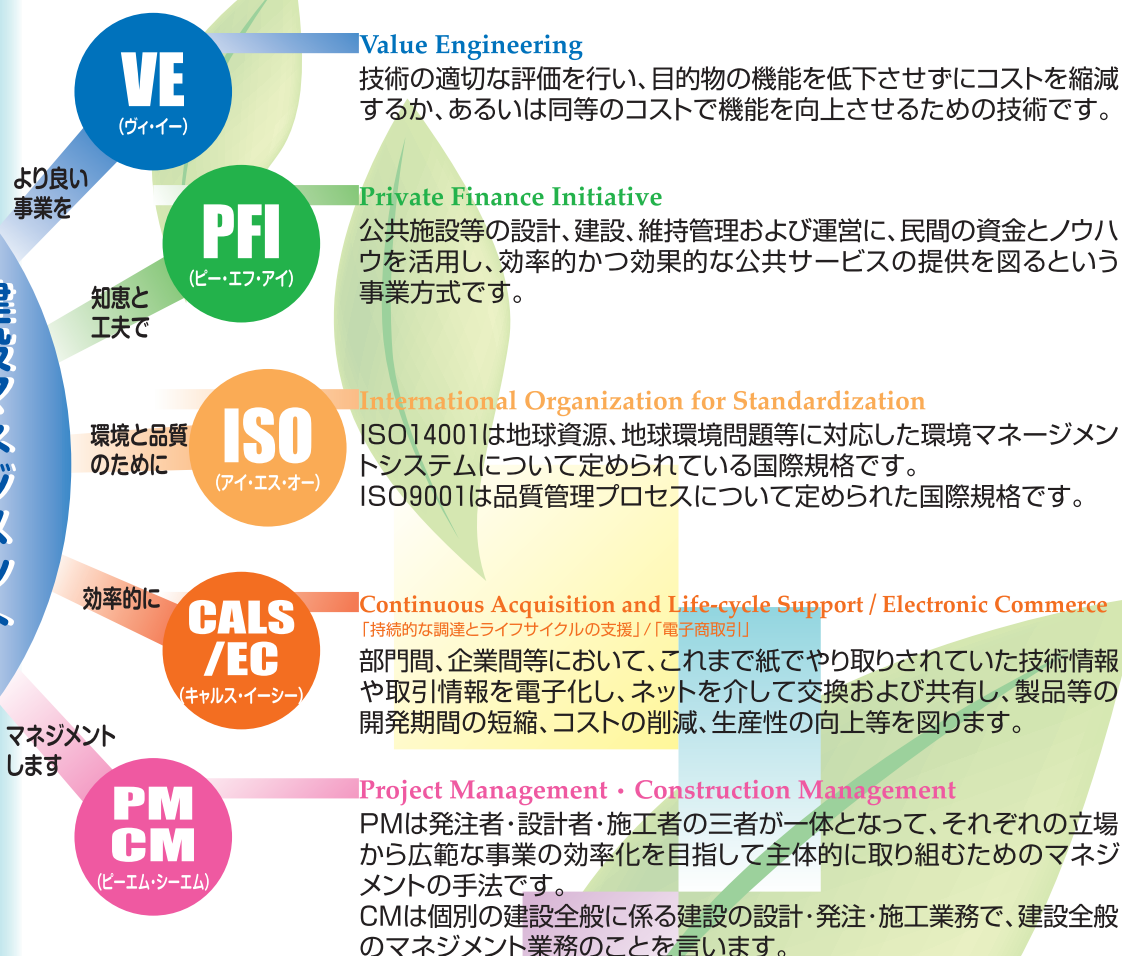 VE
(ヴィ・イー)
Value Engineering
技術の適切な評価を行い、目的物の機能を低下させずにコストを縮減
するか、あるいは同等のコストで機能を向上させるための技術です。
より良い
事業を
PFI
(ピー・エフ・アイ)
Private Finance Initiative
公共施設等の設計、建設、維持管理および運営に、民間の資金とノウハ
ウを活用し、効率的かつ効果的な公共サービスの提供を図るという
事業方式です。
知恵と
工夫で
ISO
(アイ・エス・オー)
International Organization for Standardization
ISO14001は地球資源、地球環境問題等に対応した環境マネージメン
トシステムについて定められている国際規格です。
ISO9001は品質管理プロセスについて定められた国際規格です。
環境と品質
のために
効率的に
CALS
/EC
(キャルス・イーシー)
Continuous Acquisition and Life-cycle Support / Electronic Commerce
「持続的な調達とライフサイクルの支援」/「電子商取引」
部門間、企業間等において、これまで紙でやり取りされていた技術情報
や取引情報を電子化し、ネットを介して交換および共有し、製品等の
開発期間の短縮、コストの削減、生産性の向上等を図ります。
マネジメント
します
PM
CM
(ピーエム・シーエム)
Project Management・Construction Management
PMは発注者・設計者・施工者の三者が一体となって、それぞれの立場
から広範な事業の効率化を目指して主体的に取り組むためのマネジ
メントの手法です。
CMは個別の建設全般に係る建設の設計・発注・施工業務で、建設全般
のマネジメント業務のことを言います。